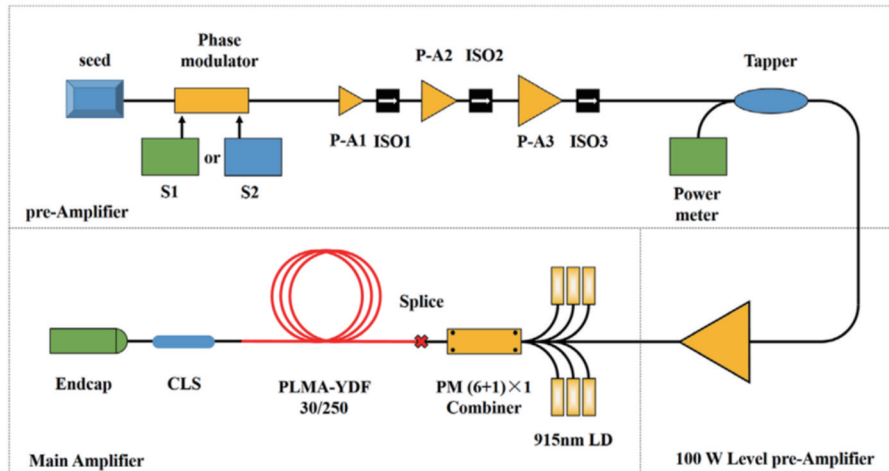 seed
Phase
modulator
P-A2 ISO2
Tapper
P-A1 ISO1
P-A3 ISO3
or
S1
S2
Power
meter
pre-Amplifier
Splice
Endcap
CLS
PLMA-YDF
30/250
PM (6+1)×1
Combiner
915nm LD
Main Amplifier
100 W Level pre-Amplifier